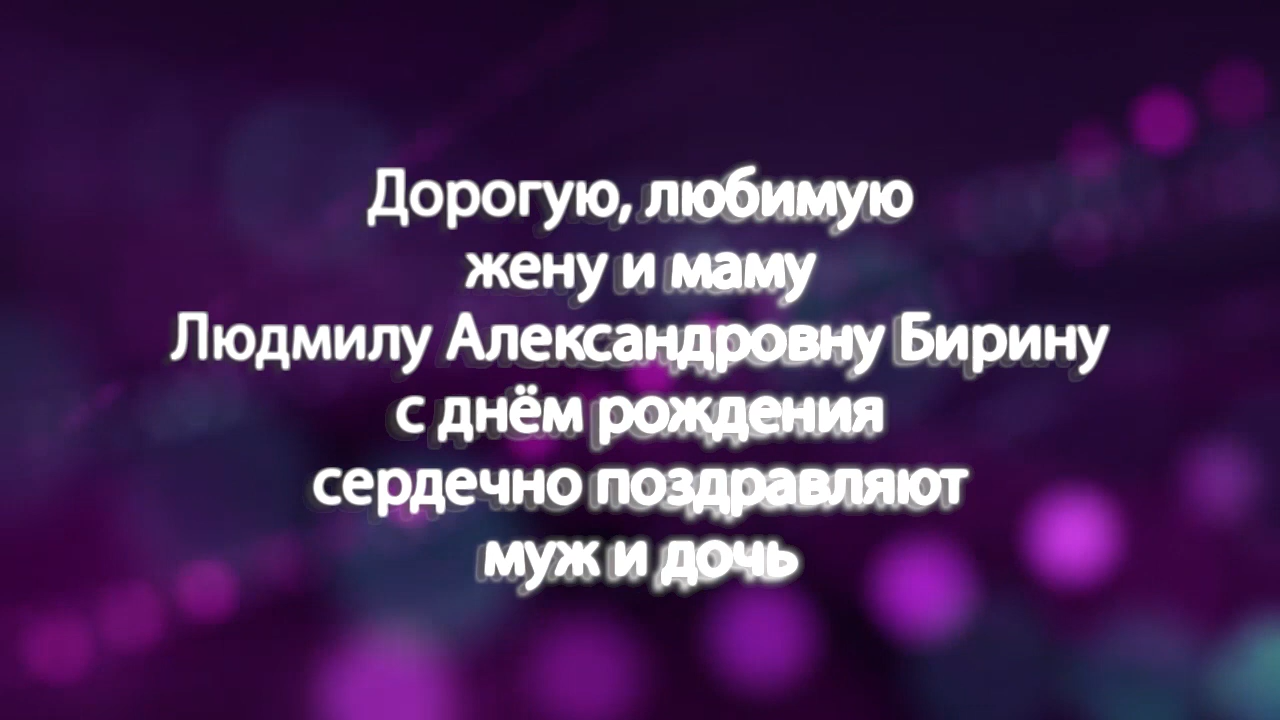 Дорогую, любимую
жену и маму
Людмилу Александровну Бирину
с днём рождения
сердечно поздравляют
муж и дочь